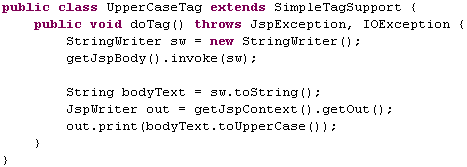 public class UpperCaseTag extends SimpleTagSupport {
    public void doTag() throws JspException, IOException {
        StringWriter sw = new StringWriter();
        getJspBody().invoke(sw);

        String bodyText = sw.toString();
        JspWriter out = getJspContext().getOut();
        out.print(bodyText.toUpperCase());
    }
}